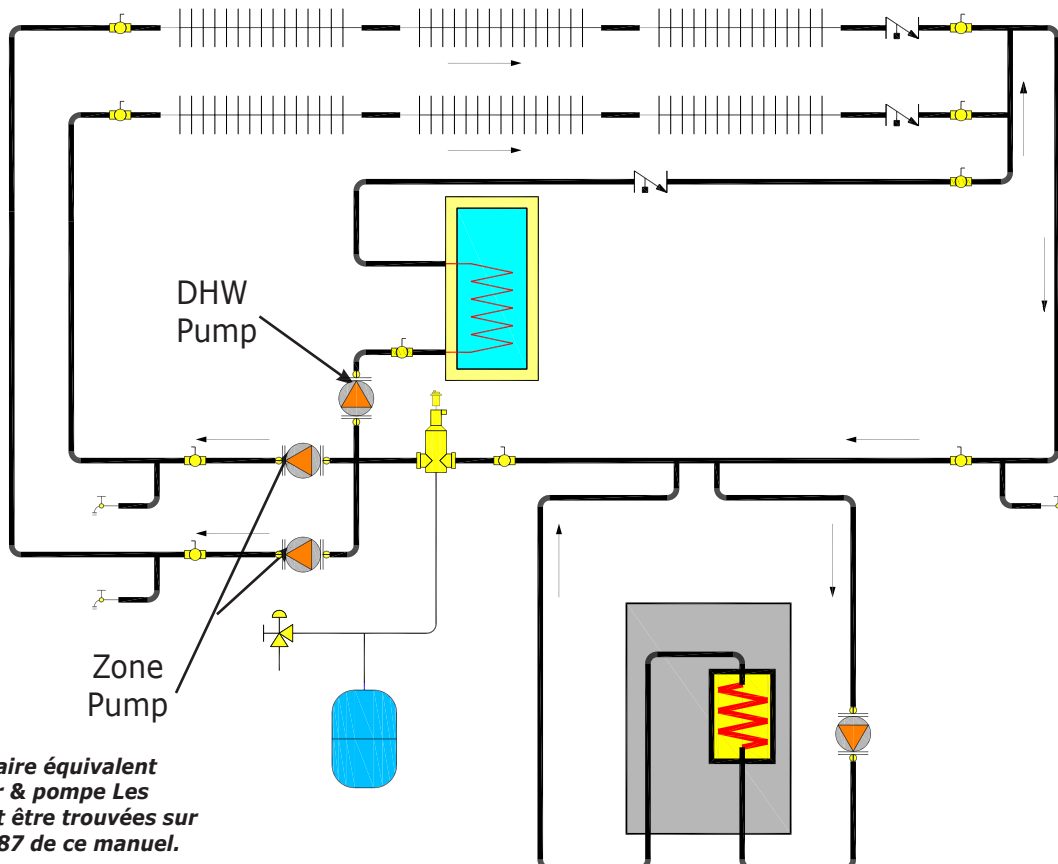 DHW
Pump
Zone
Pump
aire équivalent
r & pompe Les
t être trouvées sur
87 de ce manuel.